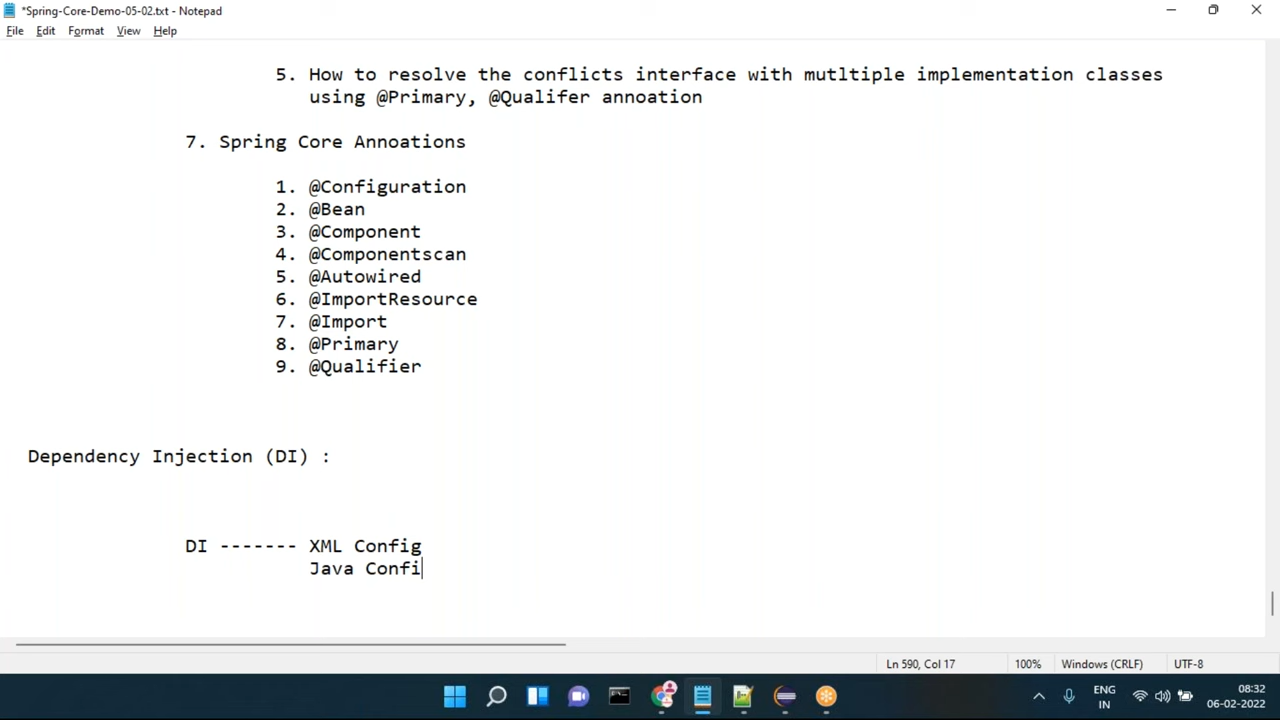 *Spring-Core-Demo-05-02.txt - Notepad
File Edit Format View Help
5. How to resolve the conflicts interface with mutltiple implementation classes
using @Primary, @Qualifer annoation
7. Spring Core Annoations
1. @Configuration
2. @Bean
3. @Component
4. @Componentscan
5. @Autowired
6. @ImportResource
7. @Import
8. @Primary
9. @Qualifier
Dependency Injection (DI) :
DI ------- XML Config
Java Confi
Ln 590, Col 17 100% Windows (CRLF) UTF-8
ENG 08:32
IN 06-02-2022